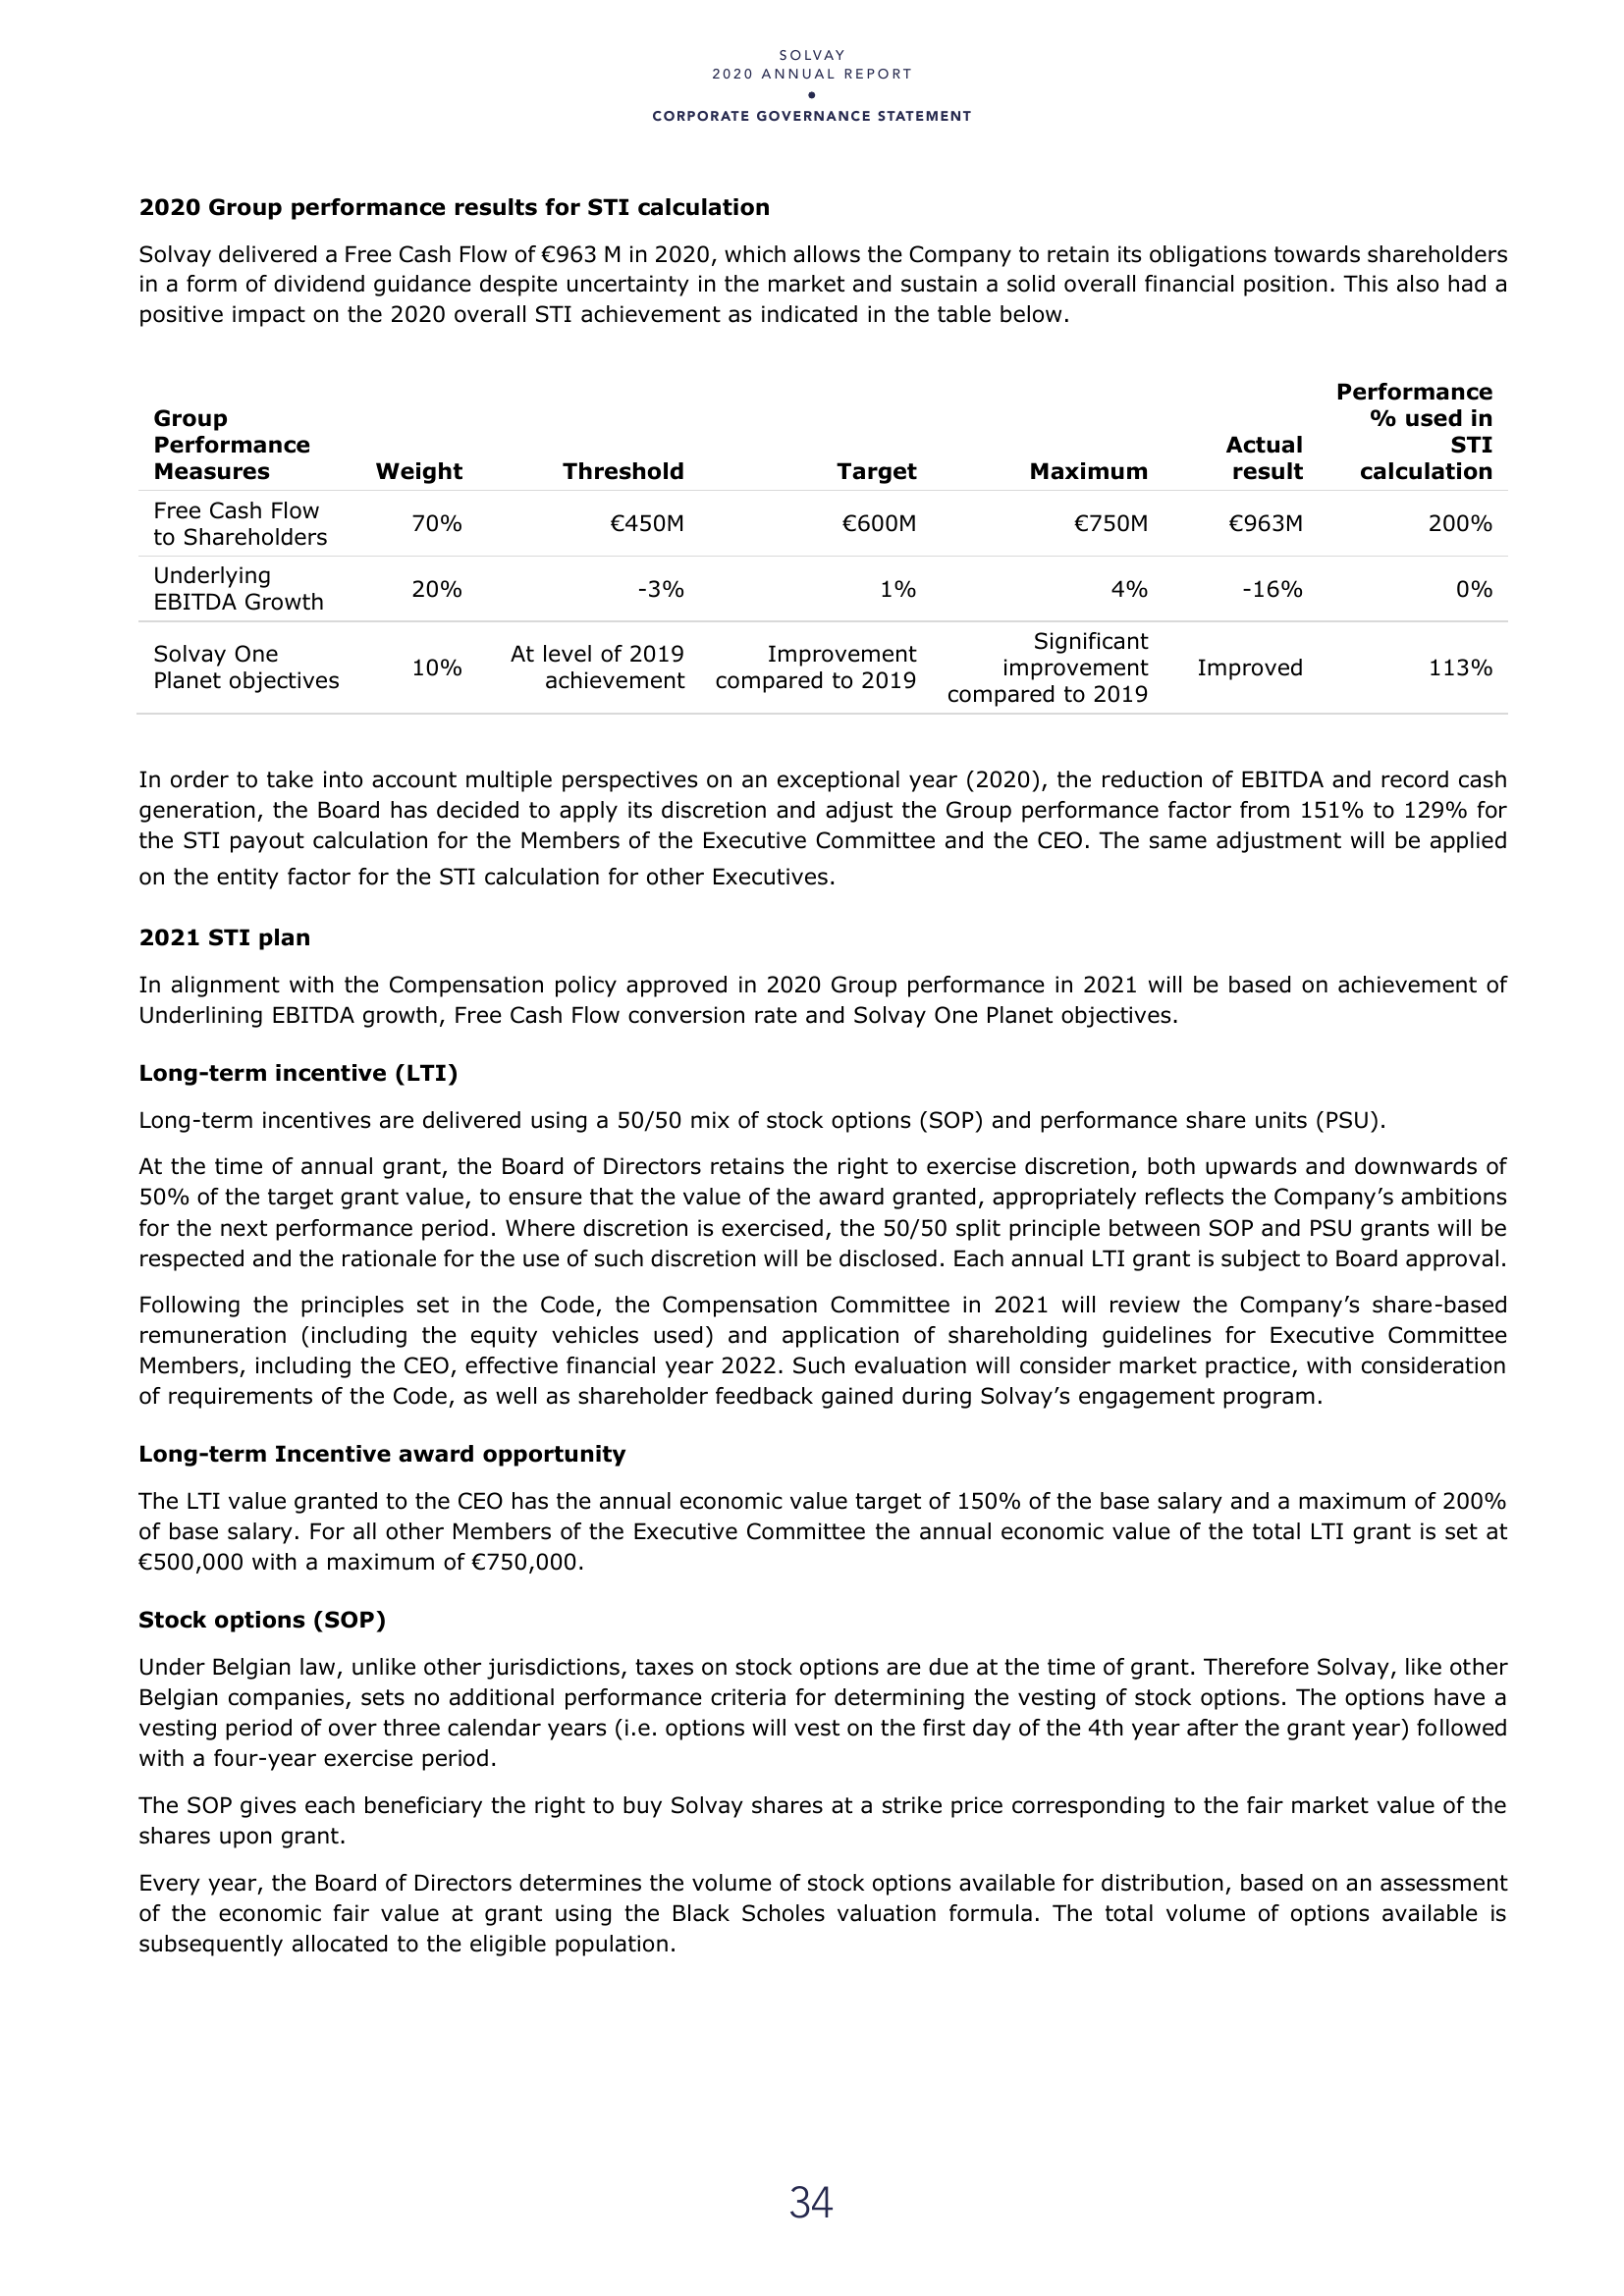 SOLVAY
2020 ANNUAL REPORT
•
CORPORATE GOVERNANCE STATEMENT
2020 Group performance results for STI calculation
Solvay delivered a Free Cash Flow of €963 M in 2020, which allows the Company to retain its obligations towards shareholders
in a form of dividend guidance despite uncertainty in the market and sustain a solid overall financial position. This also had a
positive impact on the 2020 overall STI achievement as indicated in the table below.
Group
Performance
Measures
Weight
Threshold
Target
Maximum
Actual
result
Performance
% used in
STI
calculation
Free Cash Flow
to Shareholders
70%
€450M
€600M
€750M
€963M
200%
Underlying
EBITDA Growth
20%
-3%
1%
4%
-16%
0%
Solvay One
Planet objectives
10%
At level of 2019
achievement
Improvement
compared to 2019
Significant
improvement
compared to 2019
Improved
113%
In order to take into account multiple perspectives on an exceptional year (2020), the reduction of EBITDA and record cash
generation, the Board has decided to apply its discretion and adjust the Group performance factor from 151% to 129% for
the STI payout calculation for the Members of the Executive Committee and the CEO. The same adjustment will be applied
on the entity factor for the STI calculation for other Executives.
2021 STI plan
In alignment with the Compensation policy approved in 2020 Group performance in 2021 will be based on achievement of
Underlining EBITDA growth, Free Cash Flow conversion rate and Solvay One Planet objectives.
Long-term incentive (LTI)
Long-term incentives are delivered using a 50/50 mix of stock options (SOP) and performance share units (PSU).
At the time of annual grant, the Board of Directors retains the right to exercise discretion, both upwards and downwards of
50% of the target grant value, to ensure that the value of the award granted, appropriately reflects the Company’s ambitions
for the next performance period. Where discretion is exercised, the 50/50 split principle between SOP and PSU grants will be
respected and the rationale for the use of such discretion will be disclosed. Each annual LTI grant is subject to Board approval.
Following the principles set in the Code, the Compensation Committee in 2021 will review the Company’s share-based
remuneration (including the equity vehicles used) and application of shareholding guidelines for Executive Committee
Members, including the CEO, effective financial year 2022. Such evaluation will consider market practice, with consideration
of requirements of the Code, as well as shareholder feedback gained during Solvay’s engagement program.
Long-term Incentive award opportunity
The LTI value granted to the CEO has the annual economic value target of 150% of the base salary and a maximum of 200%
of base salary. For all other Members of the Executive Committee the annual economic value of the total LTI grant is set at
€500,000 with a maximum of €750,000.
Stock options (SOP)
Under Belgian law, unlike other jurisdictions, taxes on stock options are due at the time of grant. Therefore Solvay, like other
Belgian companies, sets no additional performance criteria for determining the vesting of stock options. The options have a
vesting period of over three calendar years (i.e. options will vest on the first day of the 4th year after the grant year) followed
with a four-year exercise period.
The SOP gives each beneficiary the right to buy Solvay shares at a strike price corresponding to the fair market value of the
shares upon grant.
Every year, the Board of Directors determines the volume of stock options available for distribution, based on an assessment
of the economic fair value at grant using the Black Scholes valuation formula. The total volume of options available is
subsequently allocated to the eligible population.
34